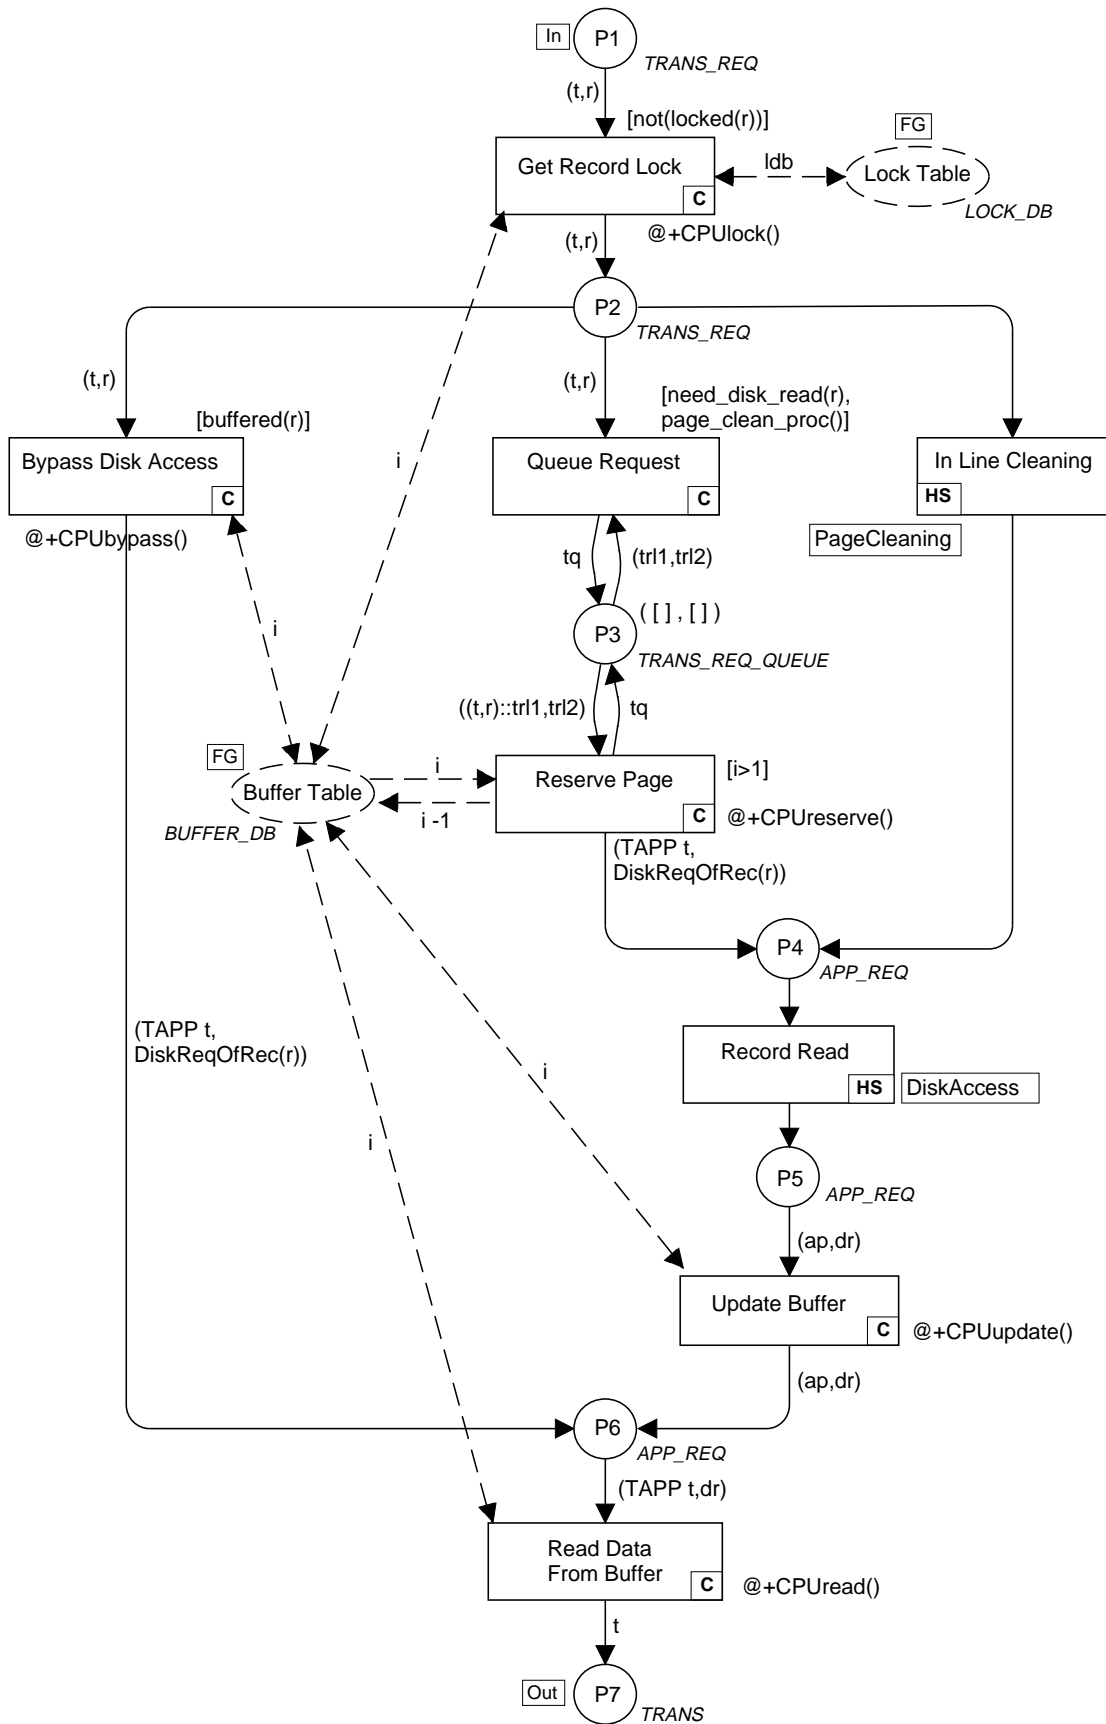 In
P1
TRANS_REQ
(t,r)
[not(locked(r))]
FG
Get Record Lock
C
ldb
Lock Table
LOCK_DB
@+CPUlock()
(t,r)
P2
TRANS_REQ
(t,r)
(t,r)
[need_disk_read(r),
page_clean_proc()]
[buffered(r)]
i
Bypass Disk Access
C
Queue Request
C
In Line Cleaning
HS
@+CPUbypass()
PageCleaning
tq
(trl1,trl2)
i
P3
( [ ] , [ ] )
TRANS_REQ_QUEUE
((t,r)::trl1,trl2)
tq
FG
i
Reserve Page
C
[i>1]
Buffer Table
i -1
@+CPUreserve()
BUFFER_DB
(TAPP t,
DiskReqOfRec(r))
P4
APP_REQ
(TAPP t,
DiskReqOfRec(r))
Record Read
HS
DiskAccess
i
i
P5
APP_REQ
(ap,dr)
Update Buffer
C
@+CPUupdate()
(ap,dr)
P6
APP_REQ
(TAPP t,dr)
Read Data
From Buffer
C
@+CPUread()
t
Out
P7
TRANS